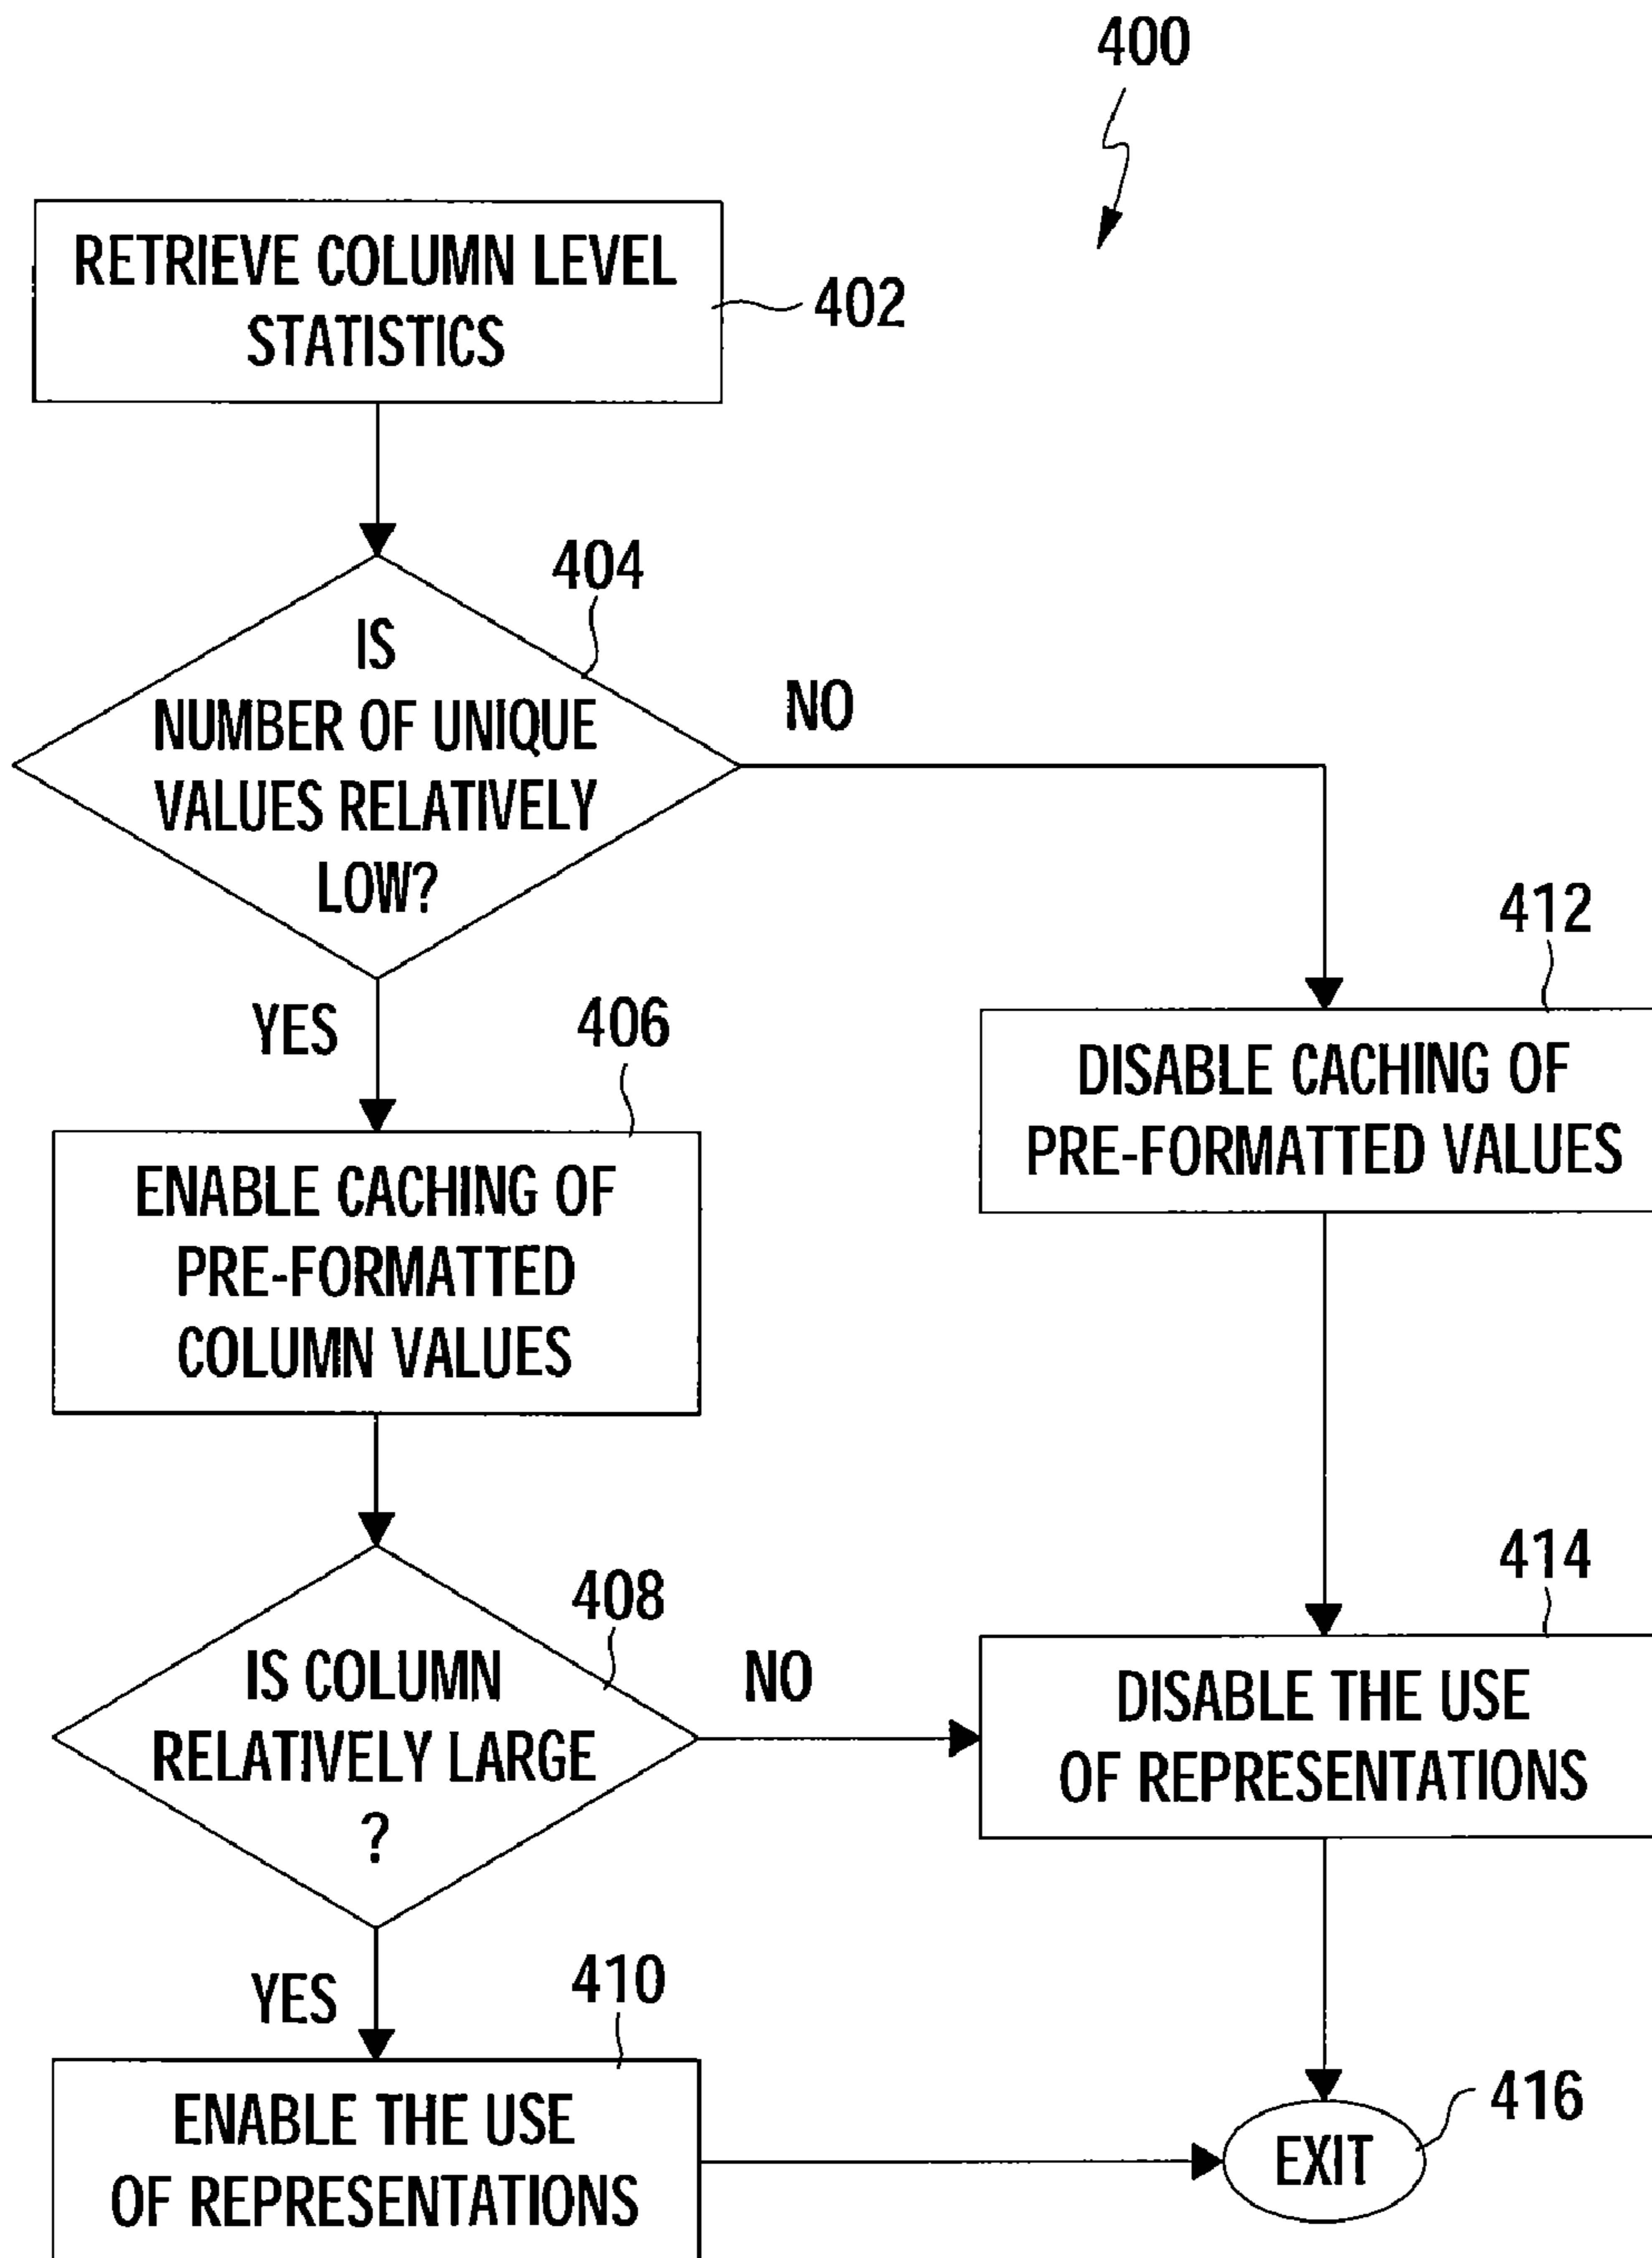 400
RETRIEVE COLUMN LEVEL
STATISTICS
402
404
IS
NUMBER OF UNIQUE
VALUES RELATIVELY
LOW?
NO
YES
406
412
ENABLE CACHING OF
PRE-FORMATTED
COLUMN VALUES
DISABLE CACHING OF
PRE-FORMATTED VALUES
408
IS COLUMN
RELATIVELY LARGE
?
NO
414
DISABLE THE USE
OF REPRESENTATIONS
YES
410
ENABLE THE USE
OF REPRESENTATIONS
EXIT
416